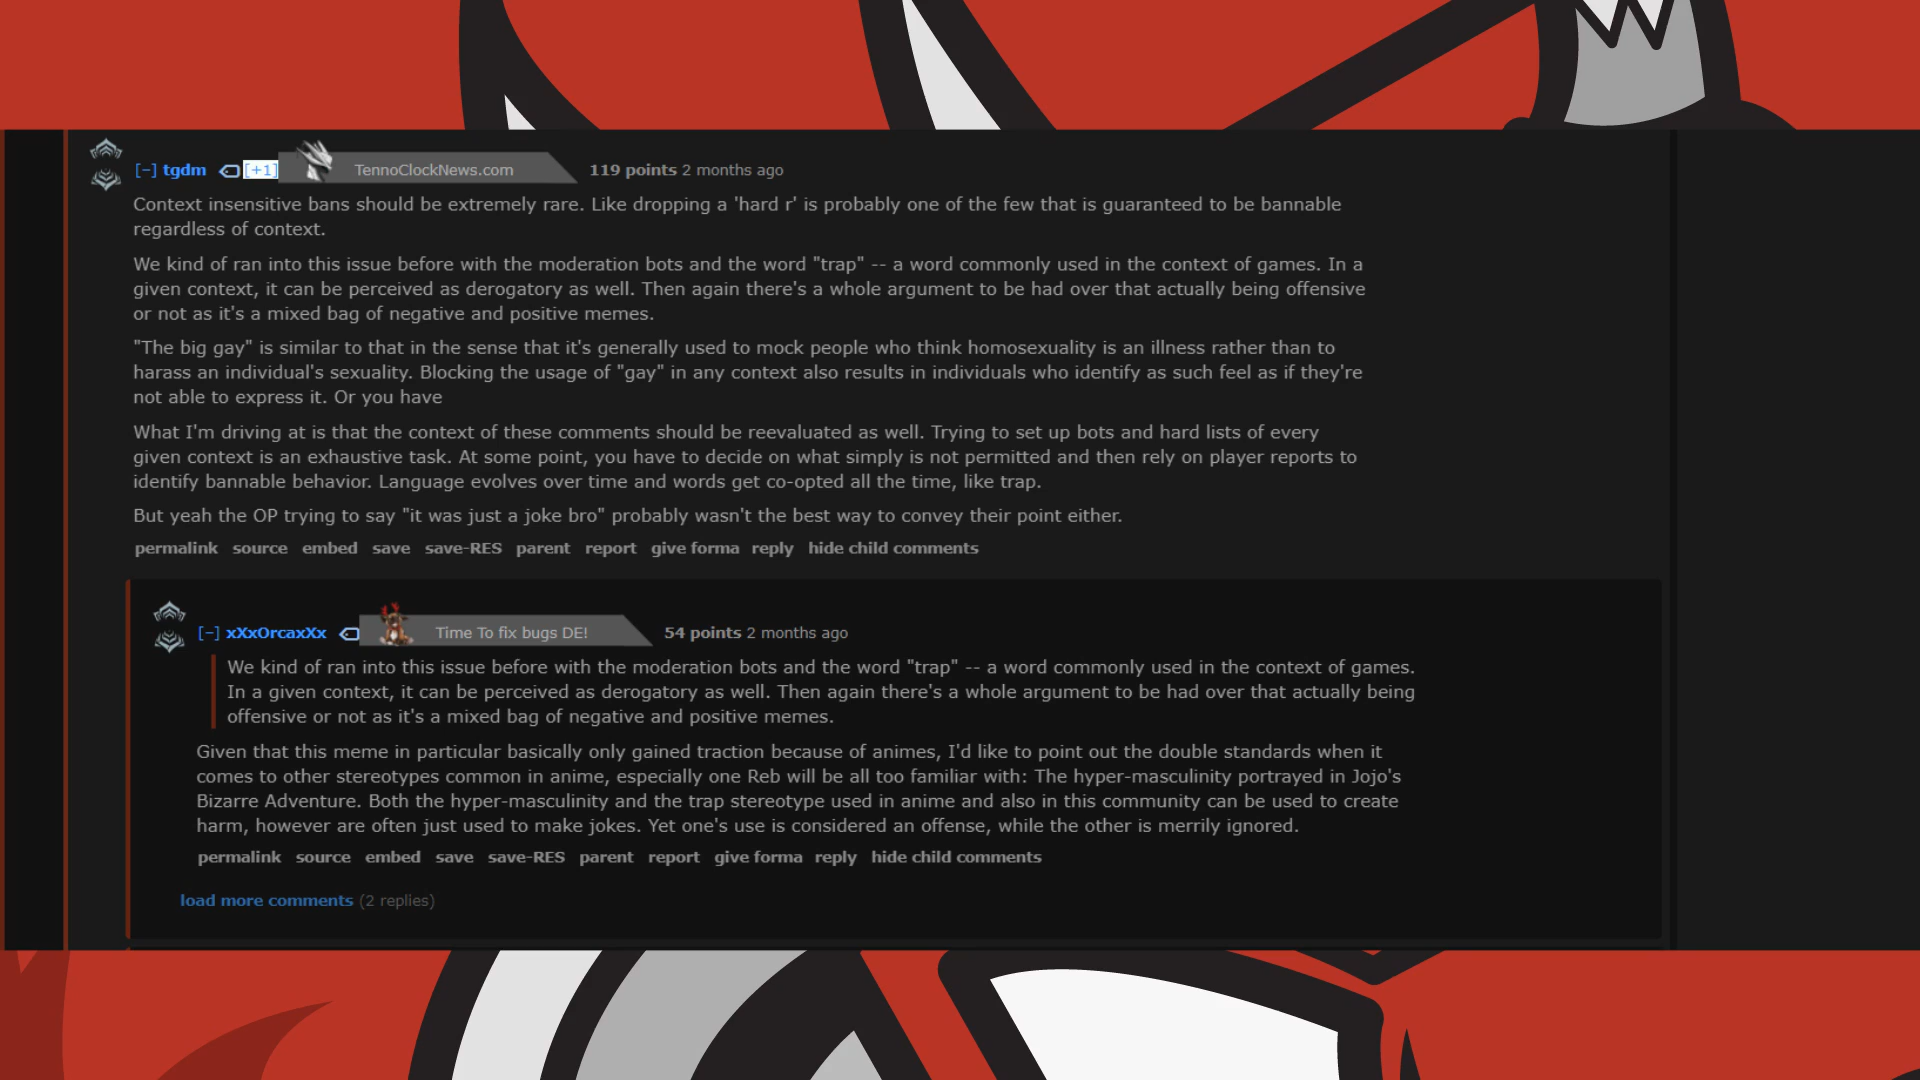 [−] tgdm [+1] TennoClockNews.com 119 points 2 months ago
Context insensitive bans should be extremely rare. Like dropping a 'hard r' is probably one of the few that is guaranteed to be bannable
regardless of context.
We kind of ran into this issue before with the moderation bots and the word "trap" -- a word commonly used in the context of games. In a
given context, it can be perceived as derogatory as well. Then again there's a whole argument to be had over that actually being offensive
or not as it's a mixed bag of negative and positive memes.
"The big gay" is similar to that in the sense that it's generally used to mock people who think homosexuality is an illness rather than to
harass an individual's sexuality. Blocking the usage of "gay" in any context also results in individuals who identify as such feel as if they're
not able to express it. Or you have
What I'm driving at is that the context of these comments should be reevaluated as well. Trying to set up bots and hard lists of every
given context is an exhaustive task. At some point, you have to decide on what simply is not permitted and then rely on player reports to
identify bannable behavior. Language evolves over time and words get co-opted all the time, like trap.
But yeah the OP trying to say "it was just a joke bro" probably wasn't the best way to convey their point either.
permalink source embed save save-RES parent report give forma reply hide child comments
[−] xXxOrcaxXx Time To fix bugs DE! 54 points 2 months ago
We kind of ran into this issue before with the moderation bots and the word "trap" -- a word commonly used in the context of games.
In a given context, it can be perceived as derogatory as well. Then again there's a whole argument to be had over that actually being
offensive or not as it's a mixed bag of negative and positive memes.
Given that this meme in particular basically only gained traction because of animes, I'd like to point out the double standards when it
comes to other stereotypes common in anime, especially one Reb will be all too familiar with: The hyper-masculinity portrayed in Jojo's
Bizarre Adventure. Both the hyper-masculinity and the trap stereotype used in anime and also in this community can be used to create
harm, however are often just used to make jokes. Yet one's use is considered an offense, while the other is merrily ignored.
permalink source embed save save-RES parent report give forma reply hide child comments
load more comments (2 replies)